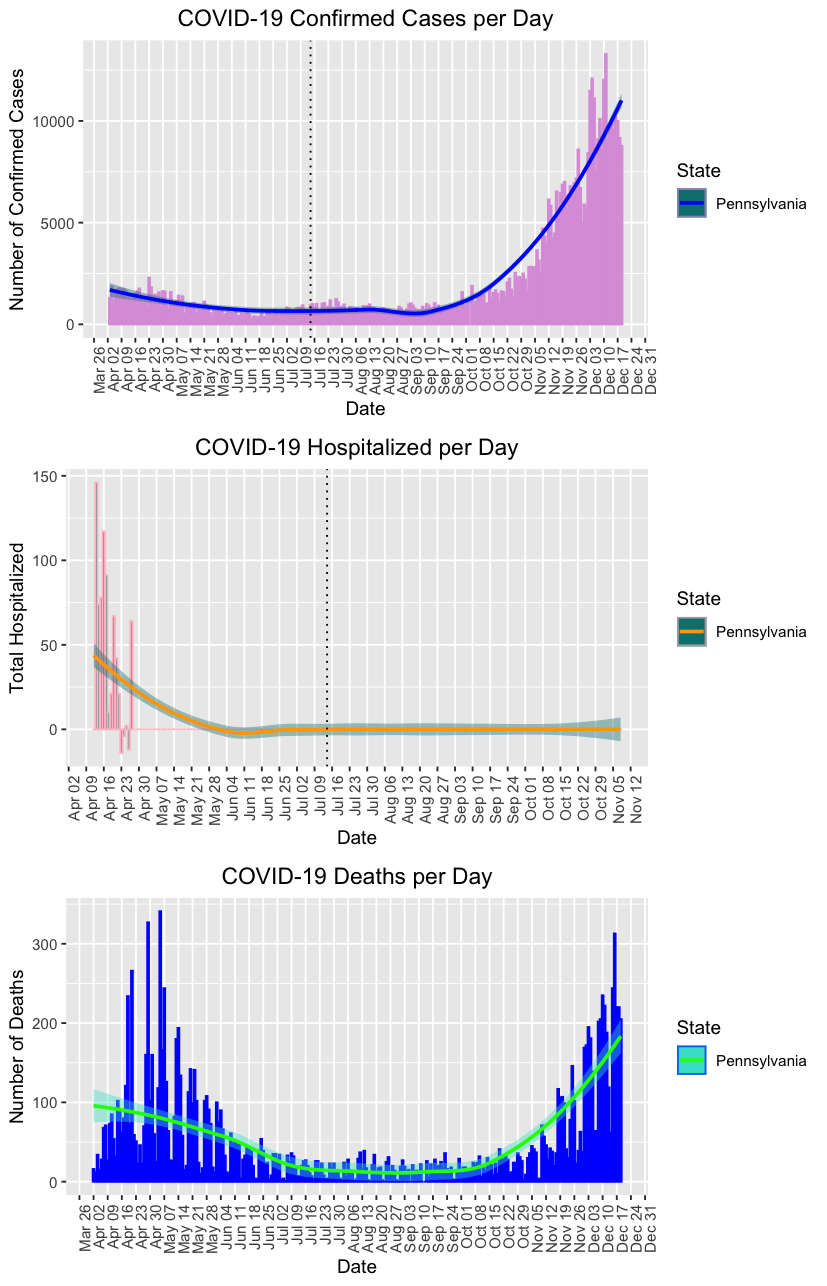 COVID-19 Confirmed Cases per Day
Number of Confirmed Cases
10000
5000
0
Mar 26
Apr 02
Apr 09
Apr 16
Apr 23
Apr 30
May 07
May 14
May 21
May 28
Jun 04
Jun 11
Jun 18
Jun 25
Jul 02
Jul 09
Jul 16
Jul 23
Jul 30
Aug 06
Aug 13
Aug 20
Aug 27
Sep 03
Sep 10
Sep 17
Sep 24
Oct 01
Oct 08
Oct 15
Oct 22
Oct 29
Nov 05
Nov 12
Nov 19
Nov 26
Dec 03
Dec 10
Dec 17
Dec 24
Dec 31
Date
State
Pennsylvania
COVID-19 Hospitalized per Day
Total Hospitalized
150
100
50
0
Apr 02
Apr 09
Apr 16
Apr 23
Apr 30
May 07
May 14
May 21
May 28
Jun 04
Jun 11
Jun 18
Jun 25
Jul 02
Jul 09
Jul 16
Jul 23
Jul 30
Aug 06
Aug 13
Aug 20
Aug 27
Sep 03
Sep 10
Sep 17
Sep 24
Oct 01
Oct 08
Oct 15
Oct 22
Oct 29
Nov 05
Nov 12
Date
State
Pennsylvania
COVID-19 Deaths per Day
Number of Deaths
300
200
100
0
Mar 26
Apr 02
Apr 09
Apr 16
Apr 23
Apr 30
May 07
May 14
May 21
May 28
Jun 04
Jun 11
Jun 18
Jun 25
Jul 02
Jul 09
Jul 16
Jul 23
Jul 30
Aug 06
Aug 13
Aug 20
Aug 27
Sep 03
Sep 10
Sep 17
Sep 24
Oct 01
Oct 08
Oct 15
Oct 22
Oct 29
Nov 05
Nov 12
Nov 19
Nov 26
Dec 03
Dec 10
Dec 17
Dec 24
Dec 31
Date
State
Pennsylvania